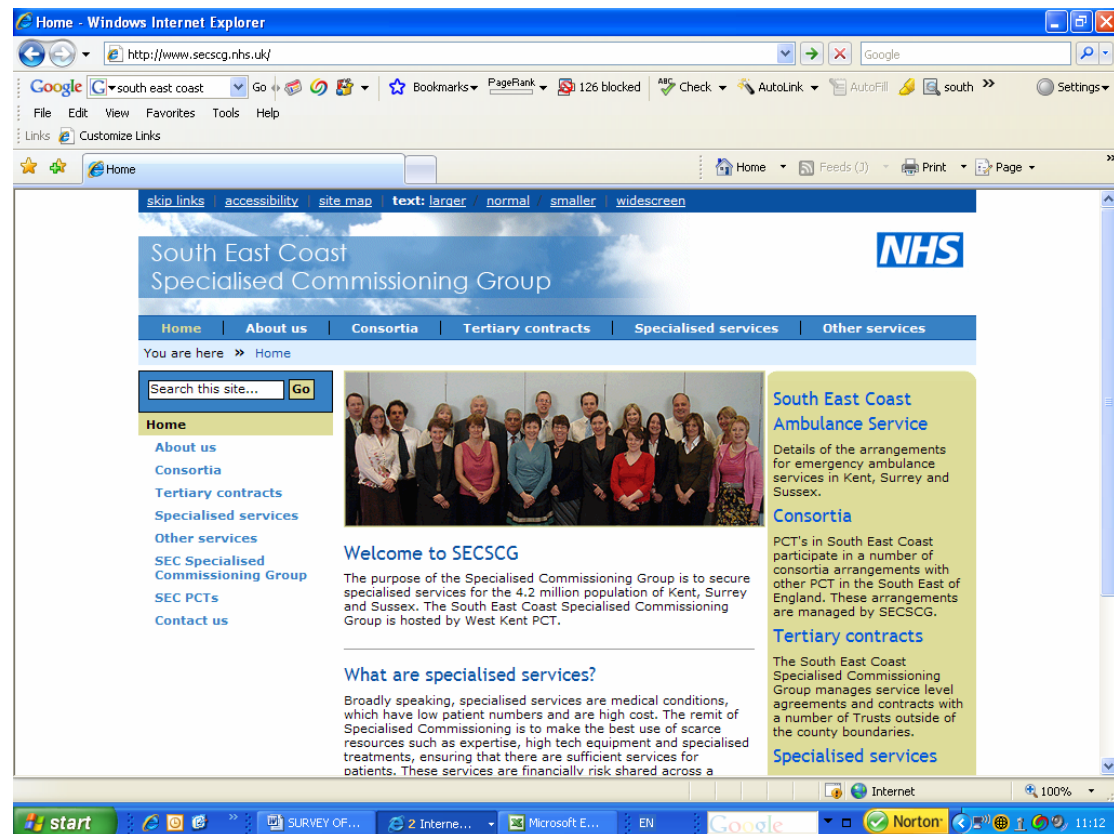 Home - Windows Internet Explorer
http://www.secscg.nhs.uk/
Google
Google G south east coast Go Bookmarks PageRank 126 blocked ABC Check AutoLink AutoFill south » Settings
File Edit View Favorites Tools Help
Links Customize Links
Home
Home Feeds (J) Print Page »
skip links | accessibility | site map | text: larger / normal / smaller | widescreen
South East Coast
Specialised Commissioning Group
NHS
Home | About us | Consortia | Tertiary contracts | Specialised services | Other services
You are here » Home
Search this site... Go
Home
About us
Consortia
Tertiary contracts
Specialised services
Other services
SEC Specialised
Commissioning Group
SEC PCTs
Contact us
Welcome to SECSCG
The purpose of the Specialised Commissioning Group is to secure
specialised services for the 4.2 million population of Kent, Surrey
and Sussex. The South East Coast Specialised Commissioning
Group is hosted by West Kent PCT.
What are specialised services?
Broadly speaking, specialised services are medical conditions,
which have low patient numbers and are high cost. The remit of
Specialised Commissioning is to make the best use of scarce
resources such as expertise, high tech equipment and specialised
treatments, ensuring that there are sufficient services for
patients. These services are financially risk shared across a
South East Coast
Ambulance Service
Details of the arrangements
for emergency ambulance
services in Kent, Surrey and
Sussex.
Consortia
PCT's in South East Coast
participate in a number of
consortia arrangements with
other PCT in the South East of
England. These arrangements
are managed by SECSCG.
Tertiary contracts
The South East Coast
Specialised Commissioning
Group manages service level
agreements and contracts with
a number of Trusts outside of
the county boundaries.
Specialised services
Internet 100%
start » SURVEY OF... 2 Interne... Microsoft E... EN Google Norton 11:12